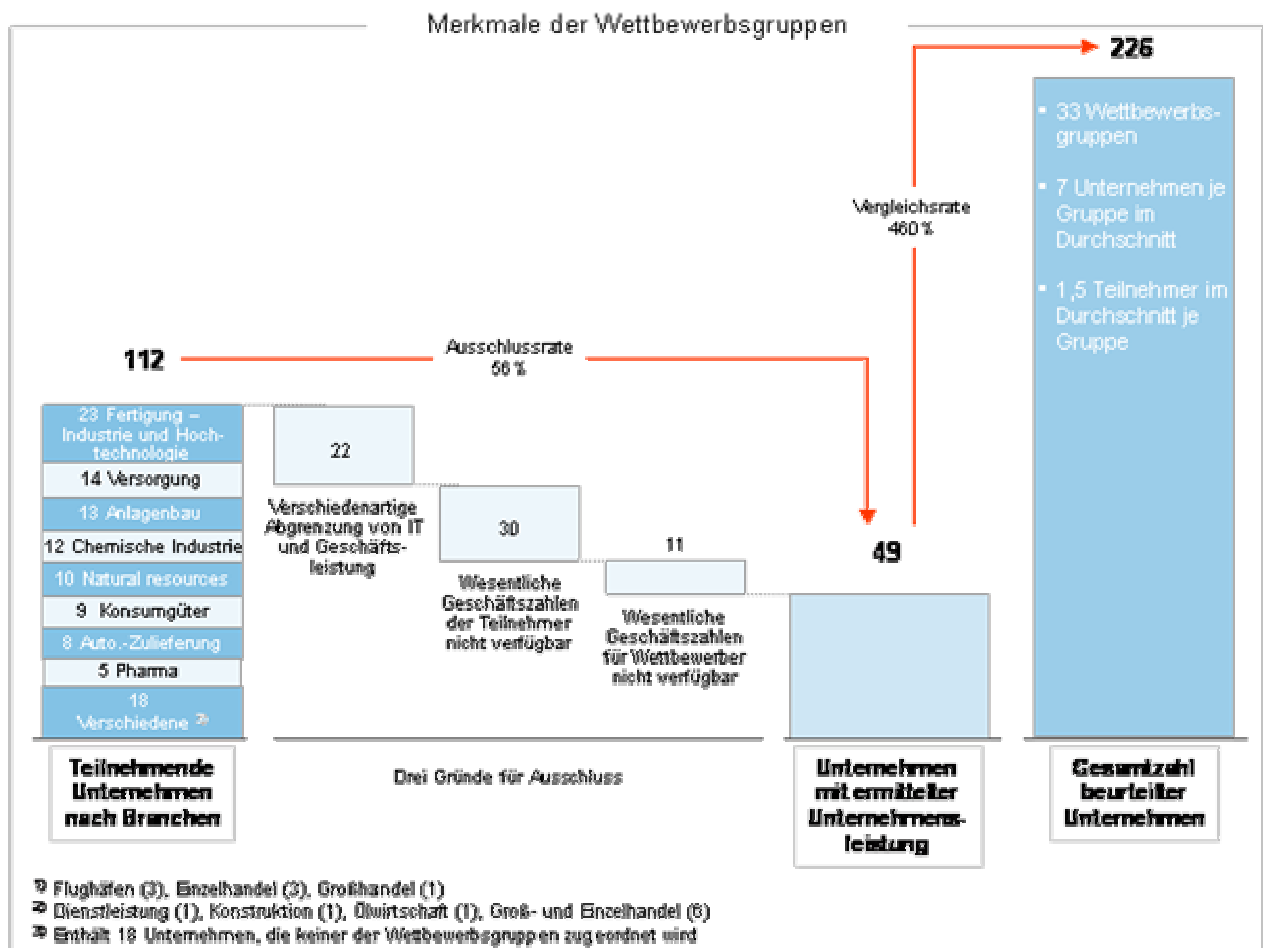 Merkmale der Wettbewerbsgruppen
226
▪ 33 Wettbewerbs-
gruppen
▪ 7 Unternehmen je
Gruppe im
Durchschnitt
▪ 1,5 Teilnehmer im
Durchschnitt je
Gruppe
Vergleichsrate
460 %
112
Ausschlussrate
56 %
23 Fertigung –
Industrie und Hoch-
technologie
14 Versorgung
13 Anlagenbau
12 Chemische Industrie
10 Natural resources
9 Konsumgüter
8 Auto.-Zulieferung
5 Pharma
18
Verschiedene
22
Verschiedenartige
Abgrenzung von IT
und Geschäfts-
leistung
30
Wesentliche
Geschäftszahlen
der Teilnehmer
nicht verfügbar
11
Wesentliche
Geschäftszahlen
für Wettbewerber
nicht verfügbar
49
Teilnehmende
Unternehmen
nach Branchen
Drei Gründe für Ausschluss
Unternehmen
mit ermittelter
Unternehmens-
leistung
Gesamtzahl
beurteilter
Unternehmen
1) Flughäfen (3), Einzelhandel (3), Großhandel (1)
2) Dienstleistung (1), Konstruktion (1), Ölwirtschaft (1), Groß- und Einzelhandel (6)
3) Enthält 18 Unternehmen, die keiner der Wettbewerbsgruppen zugeordnet wird